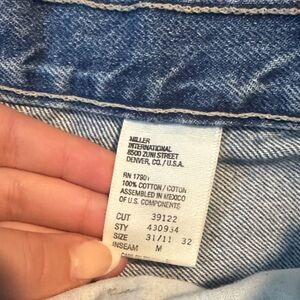 MILLER
INTERNATIONAL
8500 ZUNI STREET
DENVER, CO./U.S.A.
RN 17901
100% COTTON/COTON
ASSEMBLED IN MEXICO
OF U.S. COMPONENTS
CUT 39122
STY 430934
SIZE 31/11 32
INSEAM M